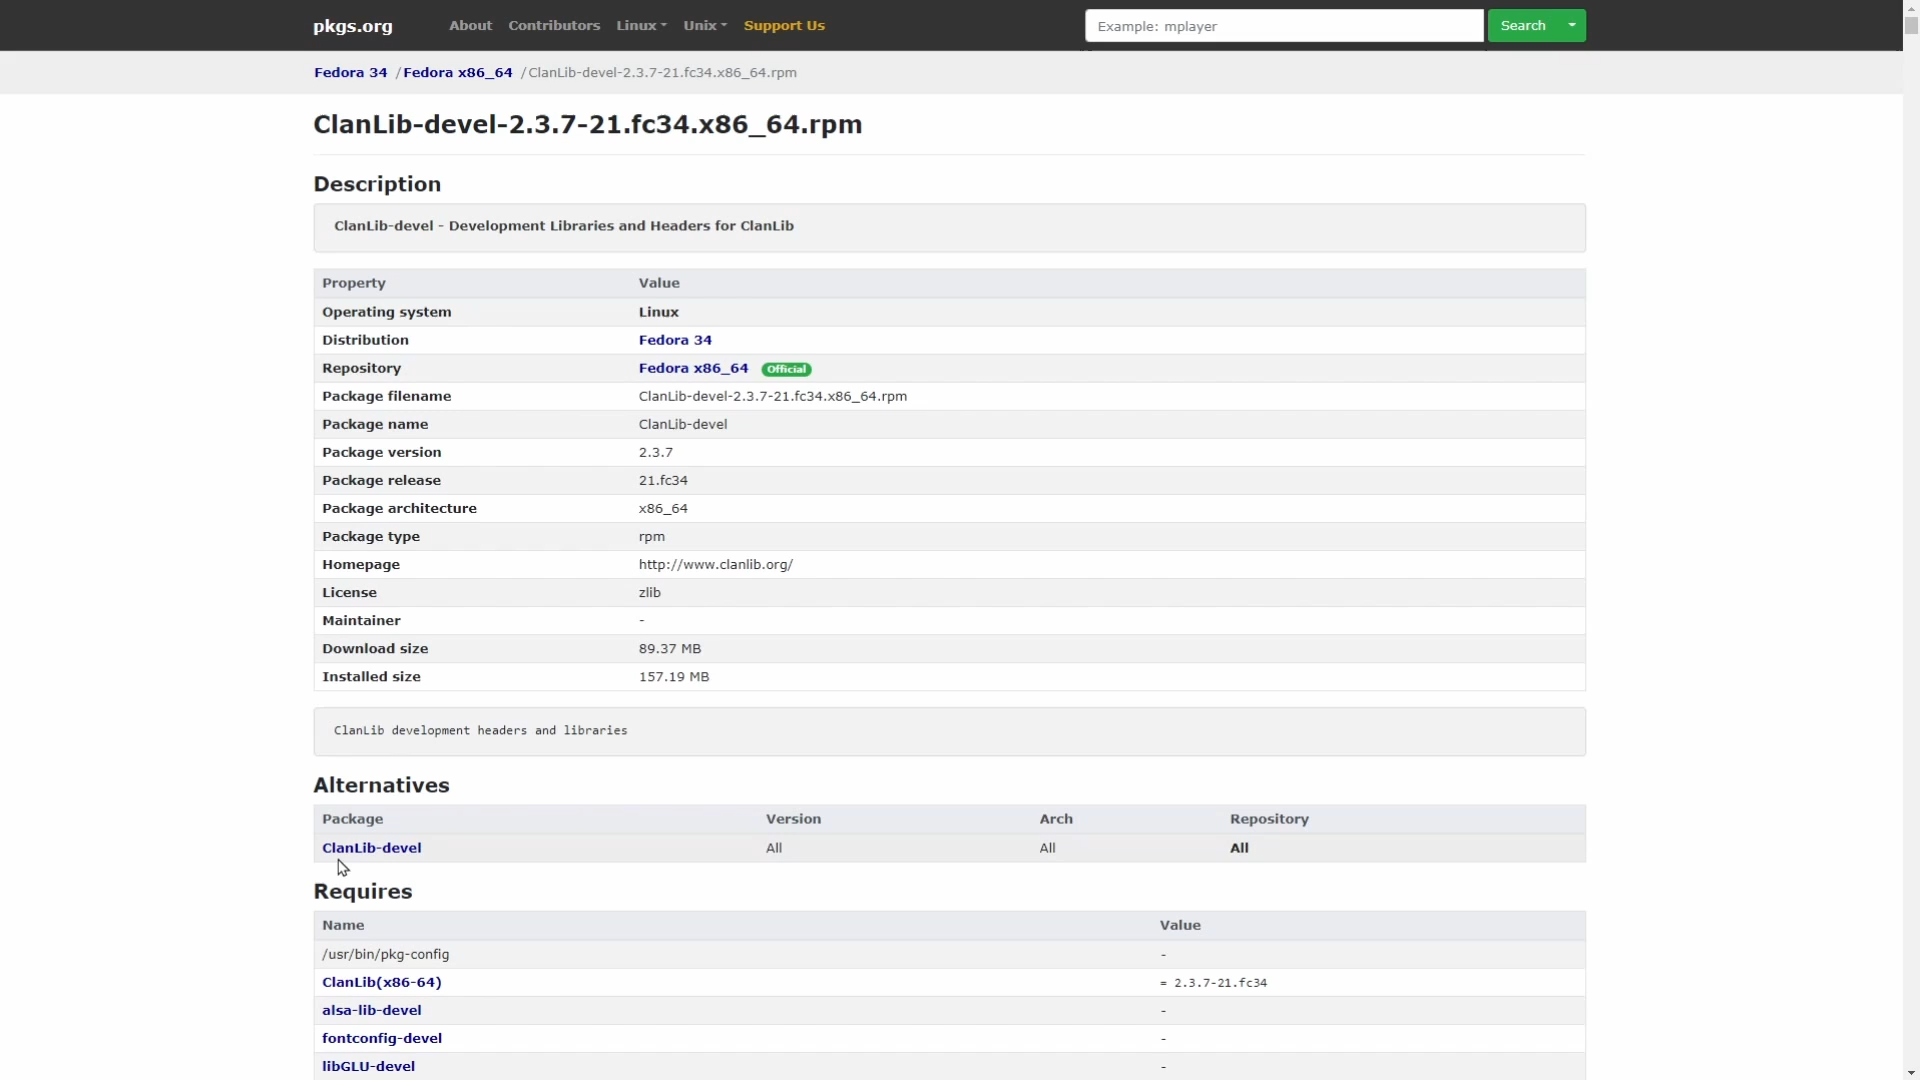 pkgs.org About Contributors Linux Unix Support Us Example: mplayer Search
Fedora 34 / Fedora x86_64 / ClanLib-devel-2.3.7-21.fc34.x86_64.rpm
ClanLib-devel-2.3.7-21.fc34.x86_64.rpm
Description
ClanLib-devel - Development Libraries and Headers for ClanLib
Property Value
Operating system Linux
Distribution Fedora 34
Repository Fedora x86_64 Official
Package filename ClanLib-devel-2.3.7-21.fc34.x86_64.rpm
Package name ClanLib-devel
Package version 2.3.7
Package release 21.fc34
Package architecture x86_64
Package type rpm
Homepage http://www.clanlib.org/
License zlib
Maintainer -
Download size 89.37 MB
Installed size 157.19 MB
ClanLib development headers and libraries
Alternatives
Package Version Arch Repository
ClanLib-devel All All All
Requires
Name Value
/usr/bin/pkg-config -
ClanLib(x86-64) = 2.3.7-21.fc34
alsa-lib-devel -
fontconfig-devel -
libGLU-devel -